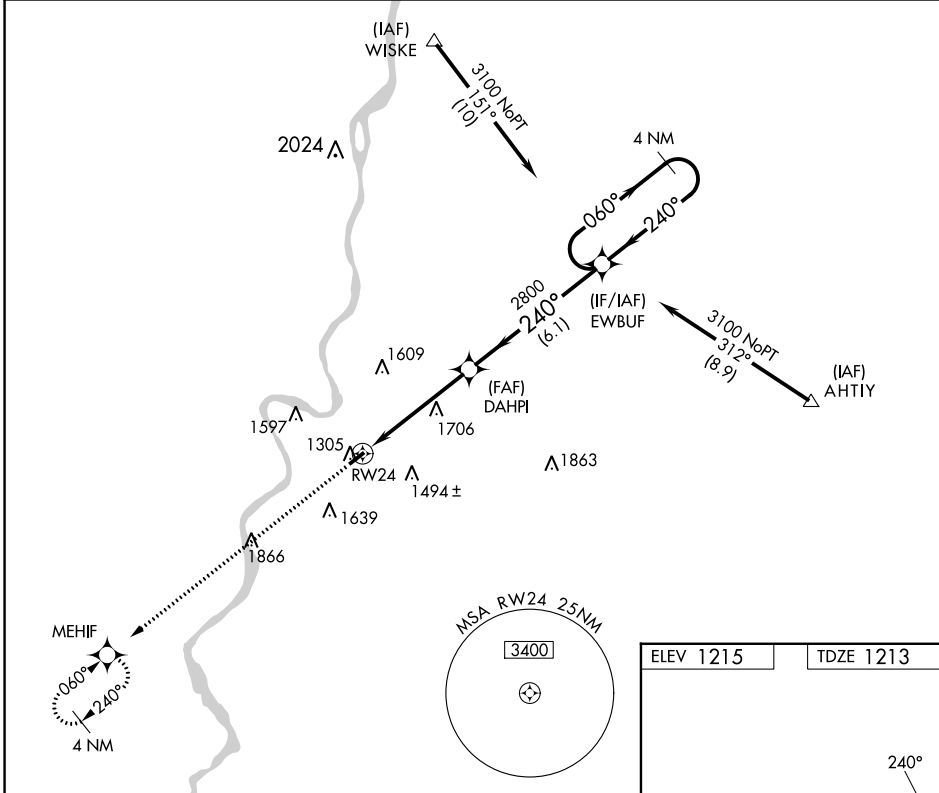 (IAF)
WISKE
3100 NoPT
151°
(10)
2024
4 NM
060°
240°
(IF/IAF)
EWBUF
2800
240°
(6.1)
3100 NoPT
312°
(8.9)
(IAF)
AHTIY
1609
(FAF)
DAHPI
1597
1706
1305
RW24
1494 ±
1863
1639
1866
MEHIF
060°
240°
4 NM
MSA RW24 25NM
3400
ELEV 1215
TDZE 1213
240°